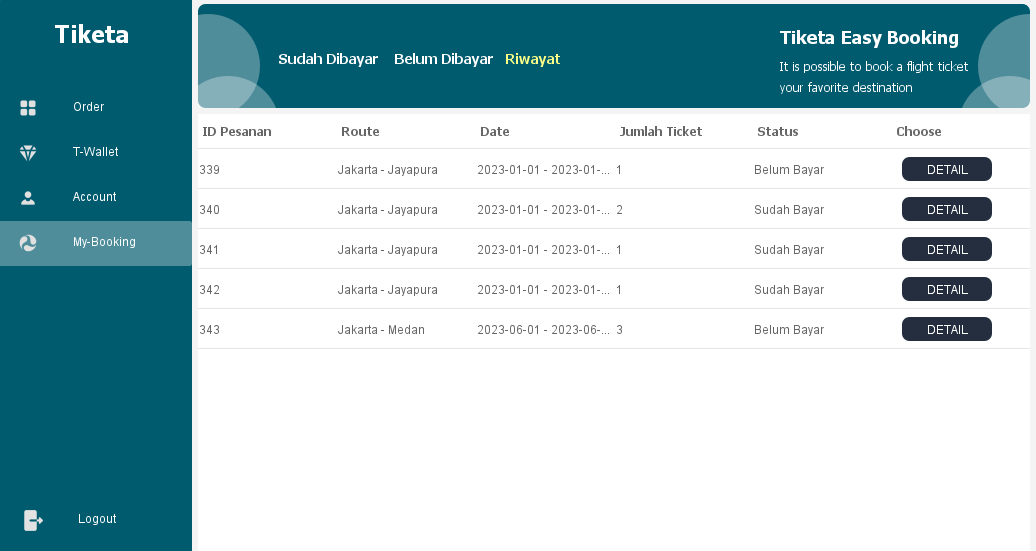 Tiketa
Order
T-Wallet
Account
My-Booking
Logout
Sudah Dibayar Belum Dibayar Riwayat
Tiketa Easy Booking
It is possible to book a flight ticket
your favorite destination
ID Pesanan Route Date Jumlah Ticket Status Choose
339 Jakarta - Jayapura 2023-01-01 - 2023-01-... 1 Belum Bayar DETAIL
340 Jakarta - Jayapura 2023-01-01 - 2023-01-... 2 Sudah Bayar DETAIL
341 Jakarta - Jayapura 2023-01-01 - 2023-01-... 1 Sudah Bayar DETAIL
342 Jakarta - Jayapura 2023-01-01 - 2023-01-... 1 Sudah Bayar DETAIL
343 Jakarta - Medan 2023-06-01 - 2023-06-... 3 Belum Bayar DETAIL